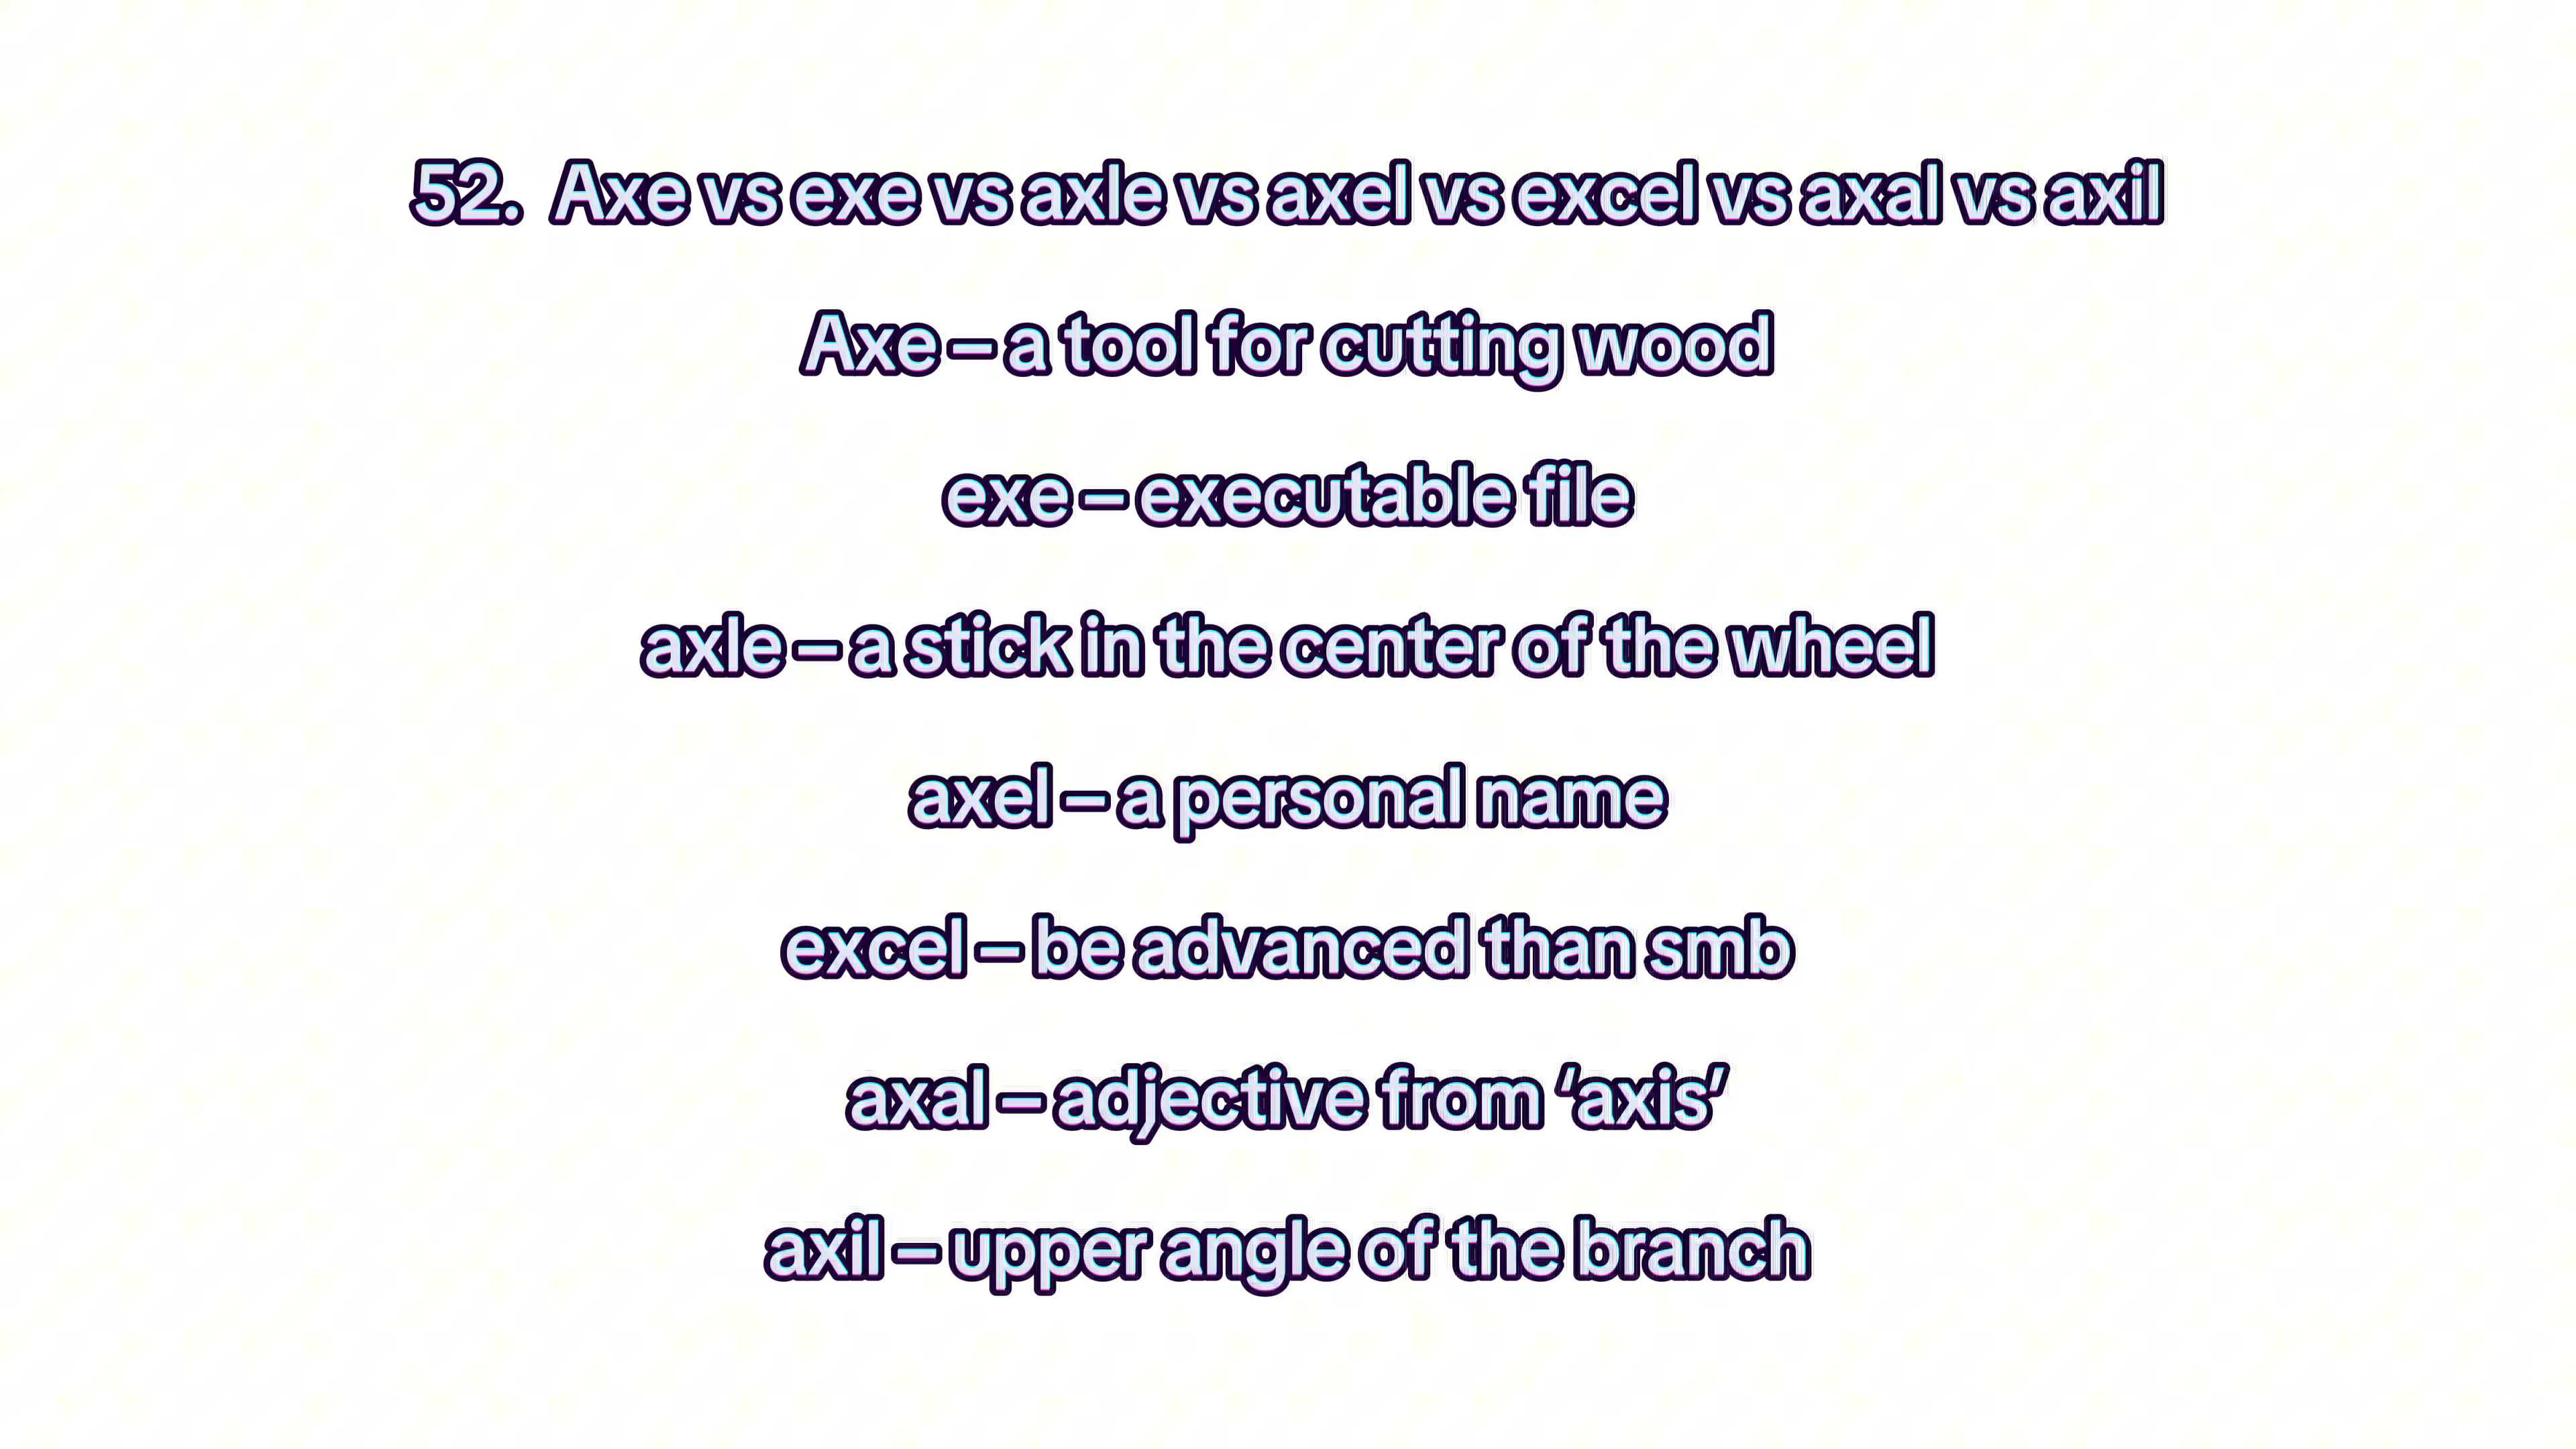 52. Axe vs exe vs axle vs axel vs excel vs axal vs axil
Axe – a tool for cutting wood
exe – executable file
axle – a stick in the center of the wheel
axel – a personal name
excel – be advanced than smb
axal – adjective from ‘axis’
axil – upper angle of the branch